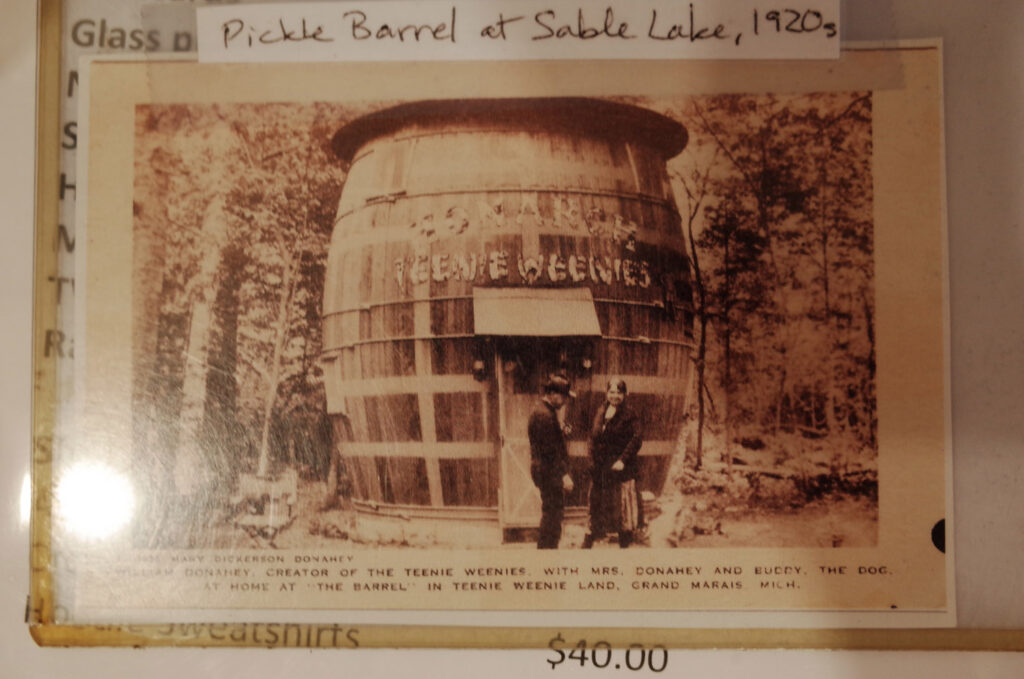 Glass p
Pickle Barrel at Sable Lake, 1920s
MONARCH
TEENIE WEENIES
MARY DICKERSON DONAHEY
WILLIAM DONAHEY, CREATOR OF THE TEENIE WEENIES, WITH MRS. DONAHEY AND BUDDY, THE DOG,
AT HOME AT "THE BARREL" IN TEENIE WEENIE LAND, GRAND MARAIS, MICH.
Sweatshirts
$40.00